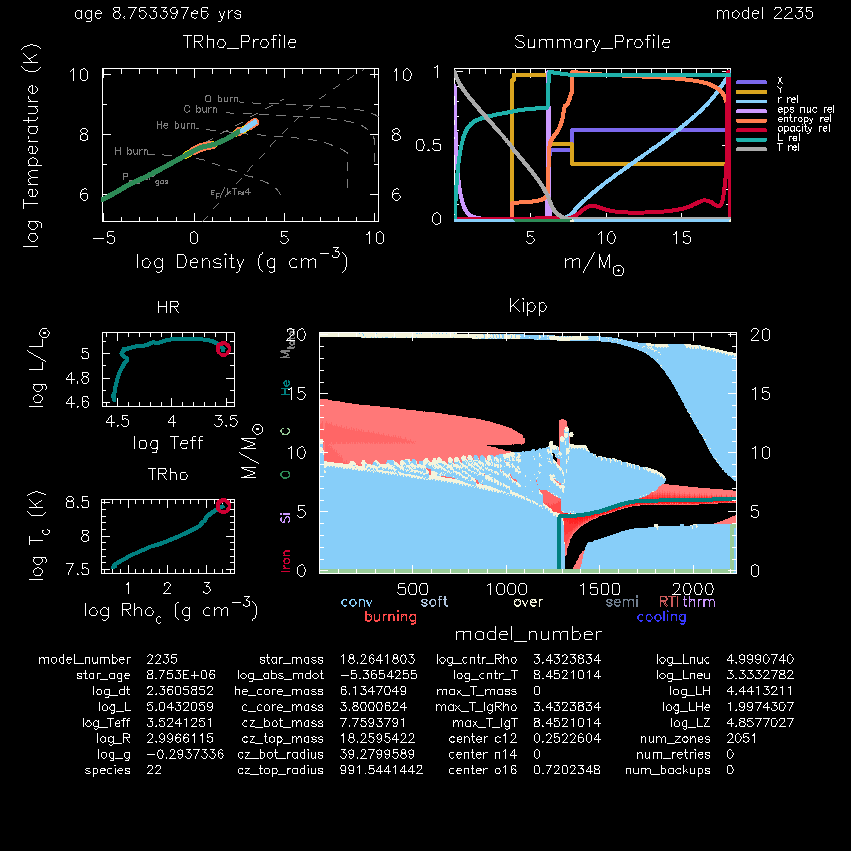 age 8.753397e6 yrs model 2235
TRho_Profile Summary_Profile
log Temperature (K)
10 8 6
10 8 6
O burn
C burn
He burn
H burn
gas
−5 0 5 10
log Density (g cm−3)
1 0.5 0
5 10 15
m/M⊙
X
Y
r rel
eps nuc rel
entropy rel
opacity rel
L rel
T rel
HR Kipp
log L/L⊙
5 4.8 4.6
4.5 4 3.5
log Teff
TRho
log Tc (K)
8.5 8 7.5
1 2 3
log Rhoc (g cm−3)
M/M⊙
Iron Si O C He Mtotal
20 15 10 5 0
20 15 10 5 0
500 1000 1500 2000
conv soft over semi thrm
burning RTI cooling
model_number
model_number 2235 star_mass 18.2641803 log_cntr_Rho 3.4323834 log_Lnuc 4.9990740
star_age 8.753E+06 log_abs_mdot −5.3654255 log_cntr_T 8.4521014 log_Lneu 3.3332782
log_dt 2.3605852 he_core_mass 6.1347049 max_T_mass 0 log_LH 4.4413211
log_L 5.0432059 c_core_mass 3.8000624 max_T_lgRho 3.4323834 log_LHe 1.9974307
log_Teff 3.5241251 cz_bot_mass 7.7593791 max_T_lgT 8.4521014 log_LZ 4.8577027
log_R 2.9966115 cz_top_mass 18.2595422 center c12 0.2522604 num_zones 2051
log_g −0.2937336 cz_bot_radius 39.2799589 center n14 0 num_retries 0
species 22 cz_top_radius 991.5441442 center o16 0.7202348 num_backups 0